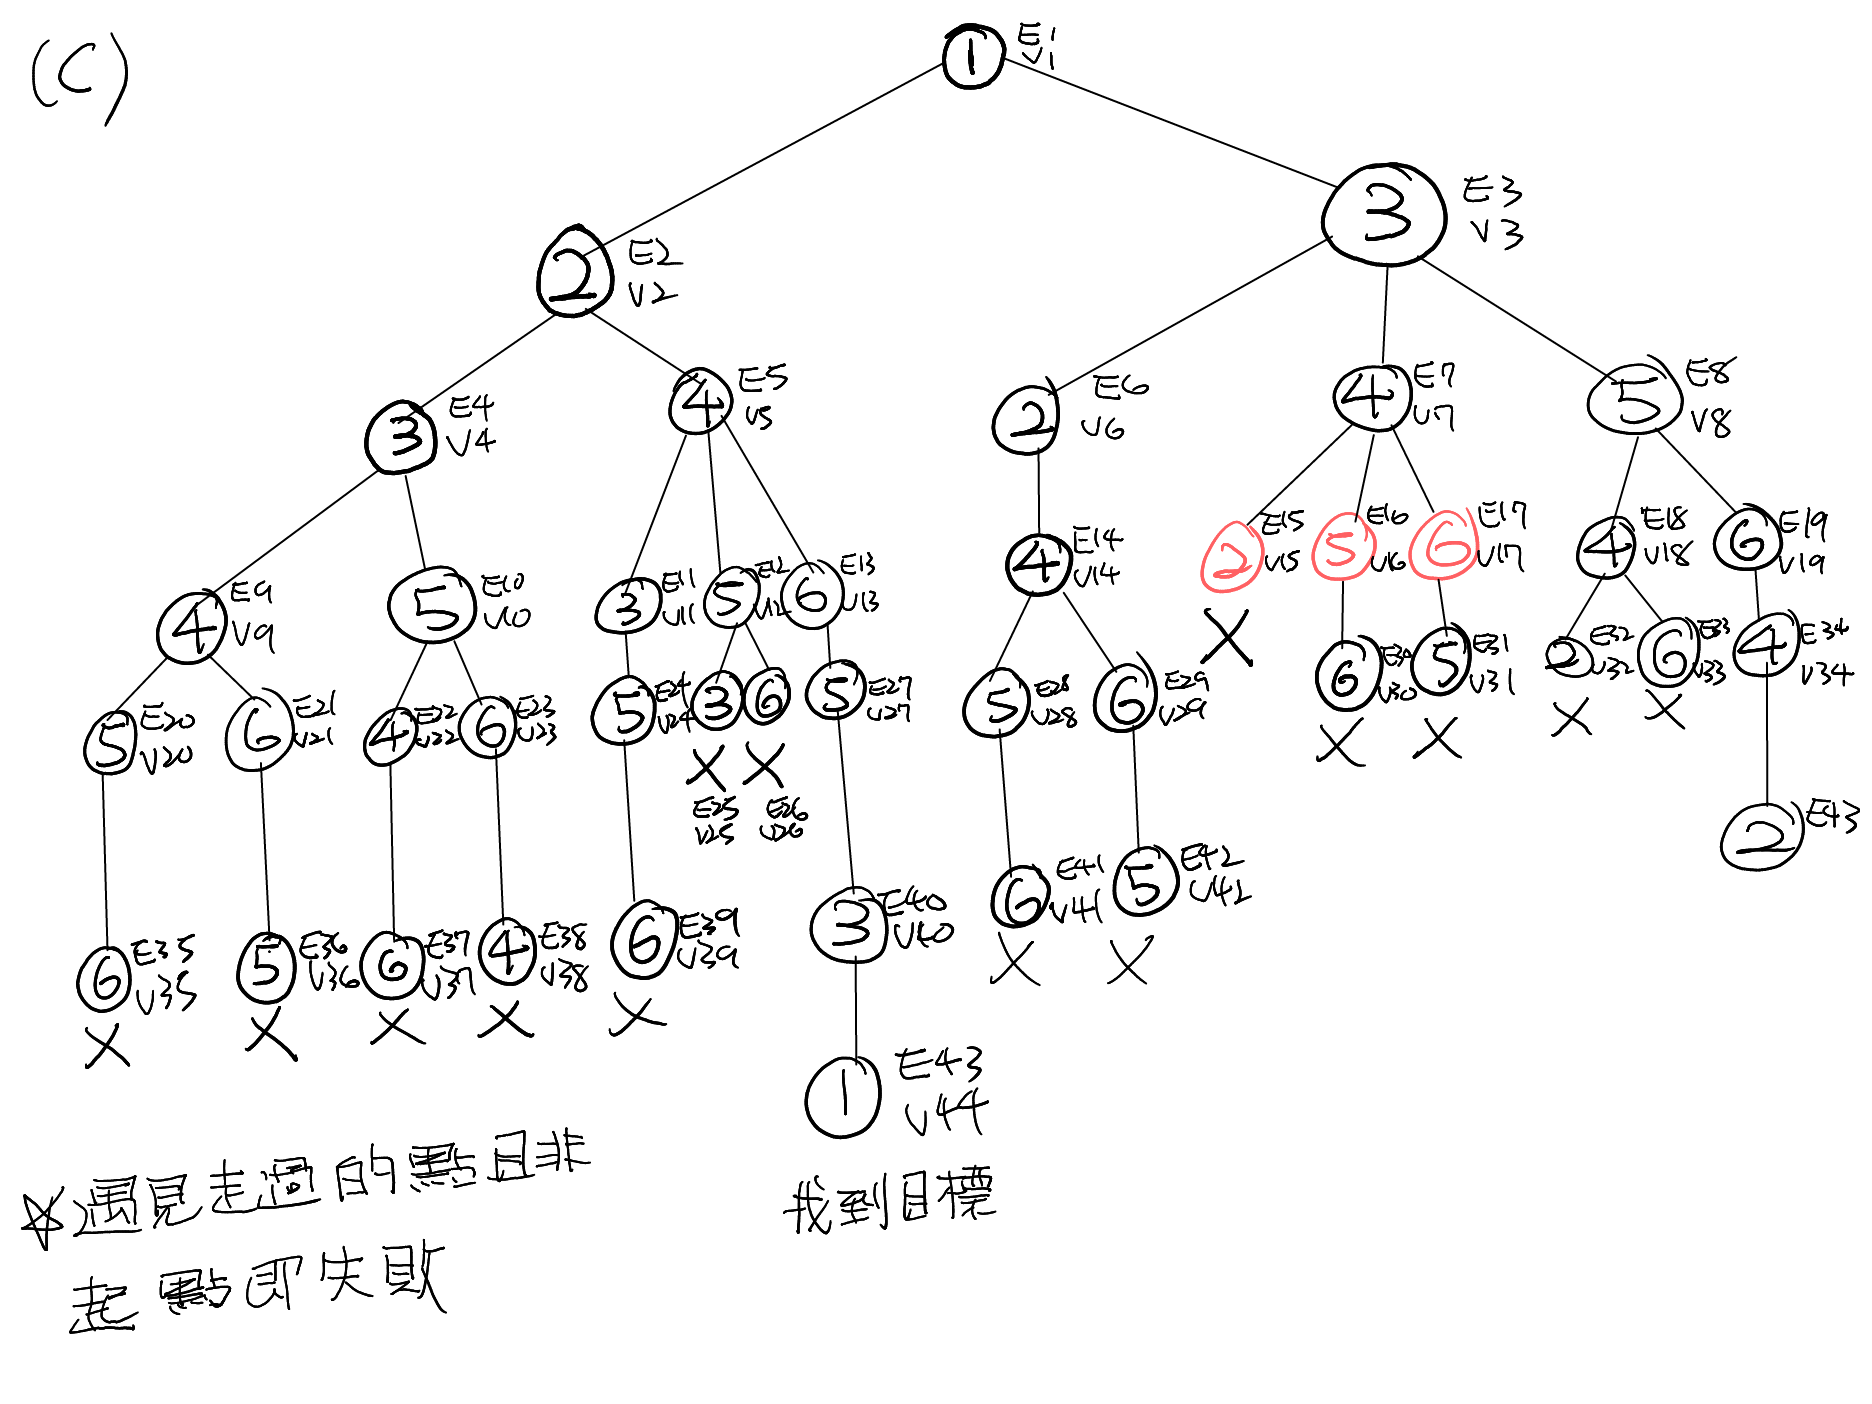 (C)
1 E1
V1
2 E2
V2
3 E3
V3
3 E4
V4
4 E5
V5
2 E6
V6
4 E7
V7
5 E8
V8
4 E9
V9
5 E10
V10
3 E11
V11
5 E12
V12
6 E13
V13
4 E14
V14
2 E15
V15
5 E16
V16
6 E17
V17
4 E18
V18
6 E19
V19
5 E20
V20
6 E21
V21
4 E22
V22
6 E23
V23
5 E24
V24
3
6
X X
E25 E26
V25 V26
5 E27
V27
5 E28
V28
6 E29
V29
X
6 E30
V30
X
5 E31
V31
X
2 E32
V32
X
6 E33
V33
X
4 E34
V34
2 E43
6 E35
V35
X
5 E36
V36
X
6 E37
V37
X
4 E38
V38
X
6 E39
V39
X
3 E40
V40
6 E41
V41
X
5 E42
V42
X
1 E43
V44
找到目標
☆遇見走過的點且非
起點即失敗